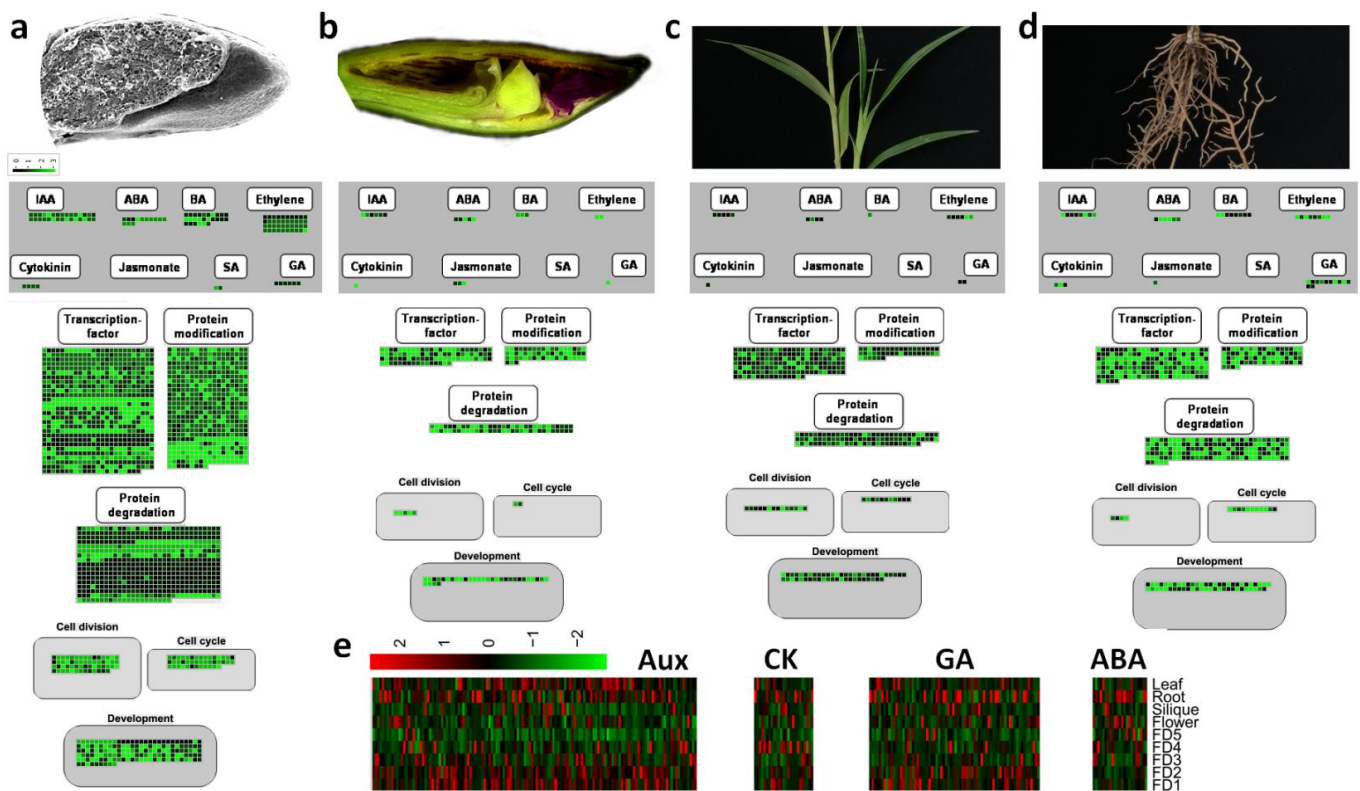 a
b
c
d
0
1
2
3
IAA
ABA
BA
Ethylene
Cytokinin
Jasmonate
SA
GA
Transcription-
factor
Protein
modification
Protein
degradation
Cell division
Cell cycle
Development
IAA
ABA
BA
Ethylene
Cytokinin
Jasmonate
SA
GA
Transcription-
factor
Protein
modification
Protein
degradation
Cell division
Cell cycle
Development
IAA
ABA
BA
Ethylene
Cytokinin
Jasmonate
SA
GA
Transcription-
factor
Protein
modification
Protein
degradation
Cell division
Cell cycle
Development
IAA
ABA
BA
Ethylene
Cytokinin
Jasmonate
SA
GA
Transcription-
factor
Protein
modification
Protein
degradation
Cell division
Cell cycle
Development
e
2
1
0
-1
-2
Aux
CK
GA
ABA
Leaf
Root
Silique
Flower
FD5
FD4
FD3
FD2
FD1